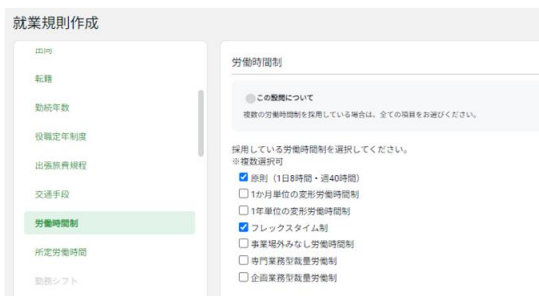 就業規則作成
出向
転籍
勤続年数
役職定年制度
出張旅費規程
交通手段
労働時間制
所定労働時間
勤務シフト
労働時間制
この設問について
複数の労働時間制を採用している場合は、全ての項目をお選びください。
採用している労働時間制を選択してください。
※複数選択可
原則（1日8時間・週40時間）
1か月単位の変形労働時間制
1年単位の変形労働時間制
フレックスタイム制
事業場外みなし労働時間制
専門業務型裁量労働制
企画業務型裁量労働制